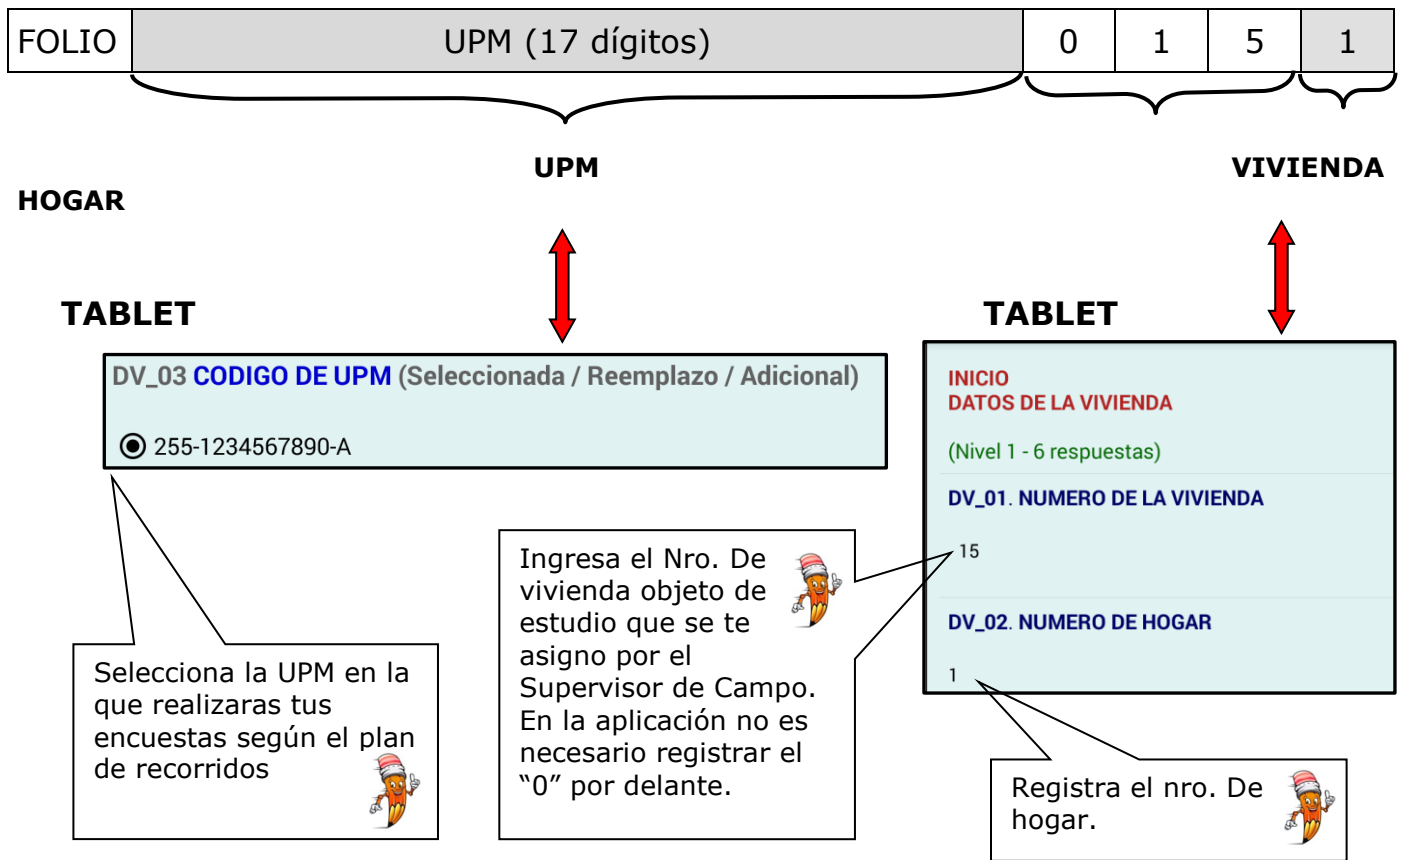 FOLIO UPM (17 dígitos) 0 1 5 1
UPM VIVIENDA
HOGAR
TABLET
DV_03 CODIGO DE UPM (Seleccionada / Reemplazo / Adicional)
255-1234567890-A
Selecciona la UPM en la
que realizaras tus
encuestas según el plan
de recorridos
TABLET
INICIO
DATOS DE LA VIVIENDA
(Nivel 1 - 6 respuestas)
DV_01. NUMERO DE LA VIVIENDA
15
DV_02. NUMERO DE HOGAR
1
Ingresa el Nro. De
vivienda objeto de
estudio que se te
asigno por el
Supervisor de Campo.
En la aplicación no es
necesario registrar el
“0” por delante.
Registra el nro. De
hogar.